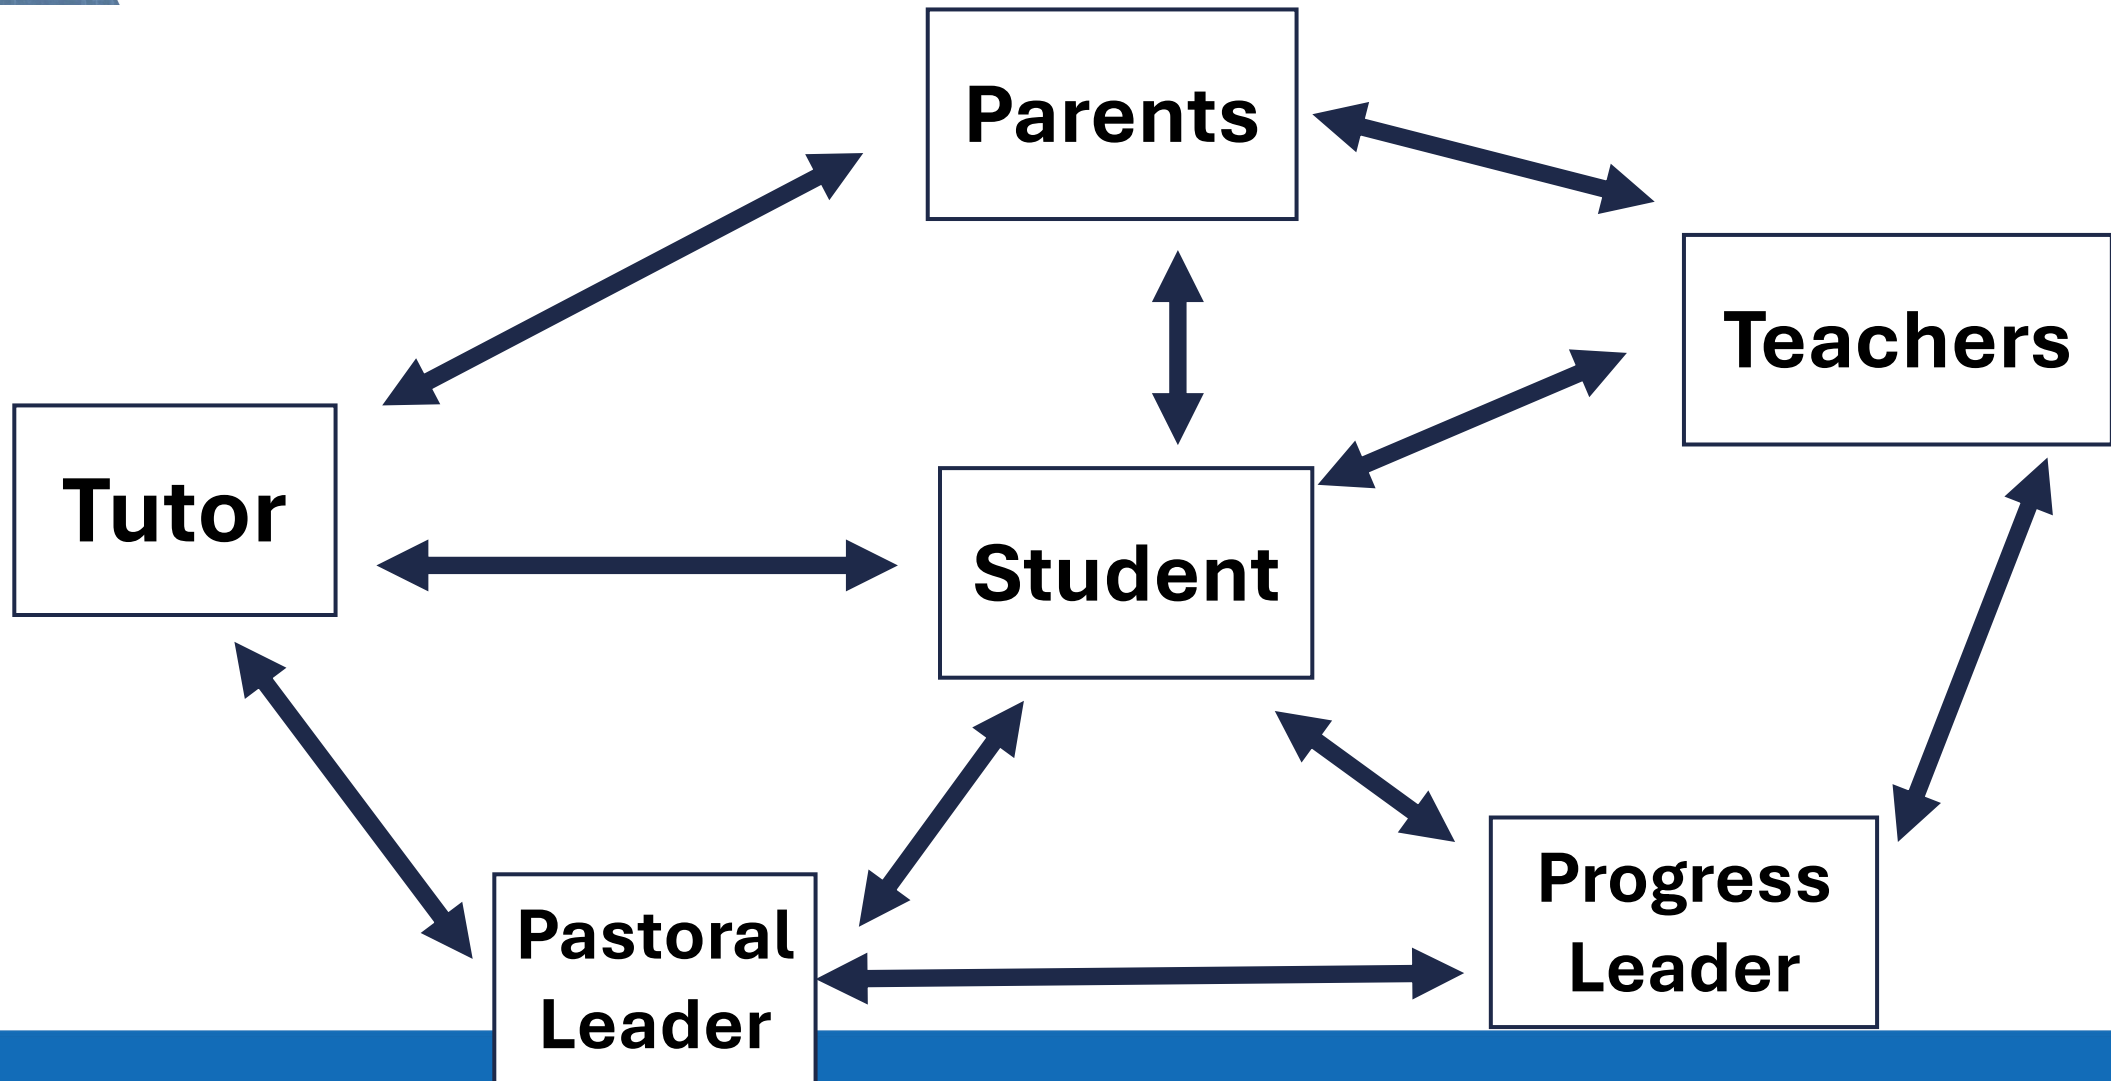 Parents
Teachers
Tutor
Student
Progress
Leader
Pastoral
Leader